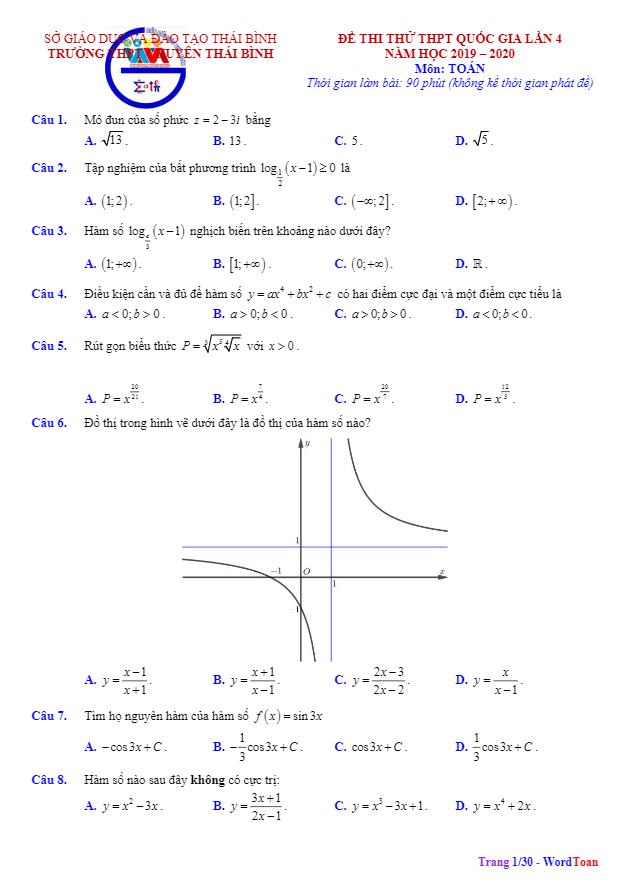 SỞ GIÁO DỤC VÀ ĐÀO TẠO THÁI BÌNH
TRƯỜNG THPT CHUYÊN THÁI BÌNH
ĐỀ THI THỬ THPT QUỐC GIA LẦN 4
NĂM HỌC 2019 – 2020
Môn: TOÁN
Thời gian làm bài: 90 phút (không kể thời gian phát đề)
Câu 1. Mô đun của số phức z = 2 − 3i bằng
A. √13 . B. 13 . C. 5 . D. √5 .
Câu 2. Tập nghiệm của bất phương trình log_{1/2}(x−1) ≥ 0 là
A. (1;2) . B. (1;2] . C. (−∞;2] . D. [2;+∞) .
Câu 3. Hàm số log_{e/3}(x−1) nghịch biến trên khoảng nào dưới đây?
A. (1;+∞) . B. [1;+∞) . C. (0;+∞) . D. ℝ .
Câu 4. Điều kiện cần và đủ để hàm số y = ax⁴ + bx² + c có hai điểm cực đại và một điểm cực tiểu là
A. a < 0; b > 0 . B. a > 0; b < 0 . C. a > 0; b > 0 . D. a < 0; b < 0 .
Câu 5. Rút gọn biểu thức P = ∛(x⁵ ∜x) với x > 0 .
A. P = x^{20/21} . B. P = x^{7/4} . C. P = x^{20/7} . D. P = x^{12/5} .
Câu 6. Đồ thị trong hình vẽ dưới đây là đồ thị của hàm số nào?
y
1
−1 O x
1
−1
A. y = (x−1)/(x+1) . B. y = (x+1)/(x−1) . C. y = (2x−3)/(2x−2) . D. y = x/(x−1) .
Câu 7. Tìm họ nguyên hàm của hàm số f(x) = sin3x
A. −cos3x + C . B. −1/3 cos3x + C . C. cos3x + C . D. 1/3 cos3x + C .
Câu 8. Hàm số nào sau đây không có cực trị:
A. y = x² − 3x . B. y = (3x+1)/(2x−1) . C. y = x³ − 3x + 1 . D. y = x⁴ + 2x .
Trang 1/30 - WordToan